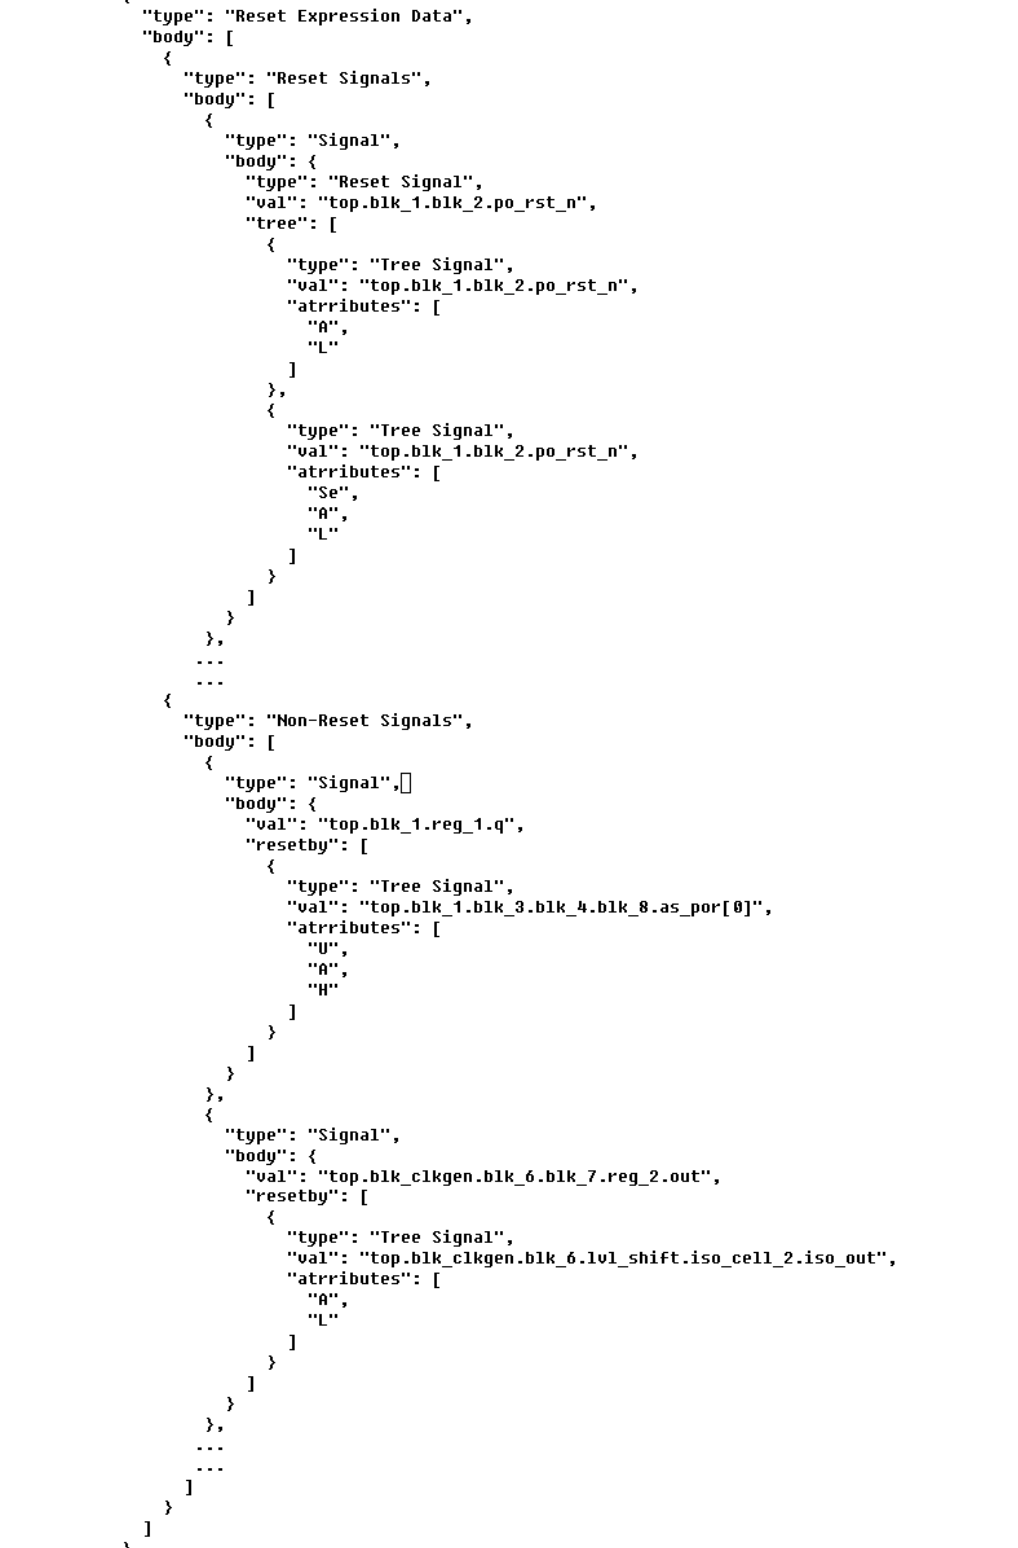 {
"type": "Reset Expression Data",
"body": [
{
"type": "Reset Signals",
"body": [
{
"type": "Signal",
"body": {
"type": "Reset Signal",
"val": "top.blk_1.blk_2.po_rst_n",
"tree": [
{
"type": "Tree Signal",
"val": "top.blk_1.blk_2.po_rst_n",
"atrributes": [
"A",
"L"
]
},
{
"type": "Tree Signal",
"val": "top.blk_1.blk_2.po_rst_n",
"atrributes": [
"Se",
"A",
"L"
]
}
]
}
},
...
...
{
"type": "Non-Reset Signals",
"body": [
{
"type": "Signal",
"body": {
"val": "top.blk_1.reg_1.q",
"resetby": [
{
"type": "Tree Signal",
"val": "top.blk_1.blk_3.blk_4.blk_8.as_por[0]",
"atrributes": [
"U",
"A",
"H"
]
}
]
}
},
{
"type": "Signal",
"body": {
"val": "top.blk_clkgen.blk_6.blk_7.reg_2.out",
"resetby": [
{
"type": "Tree Signal",
"val": "top.blk_clkgen.blk_6.lvl_shift.iso_cell_2.iso_out",
"atrributes": [
"A",
"L"
]
}
]
}
},
...
...
]
}
]
}